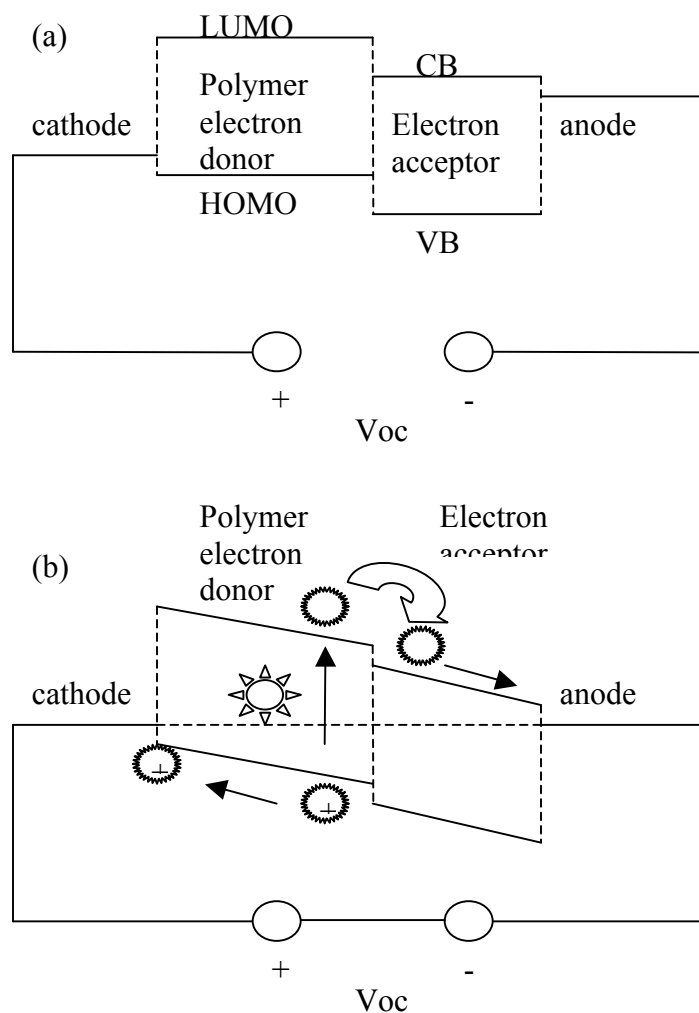 (a)
LUMO
CB
Polymer
electron
donor
Electron
acceptor
cathode
anode
HOMO
VB
+
-
Voc
(b)
Polymer
electron
donor
Electron
acceptor
cathode
anode
+
+
+
-
Voc